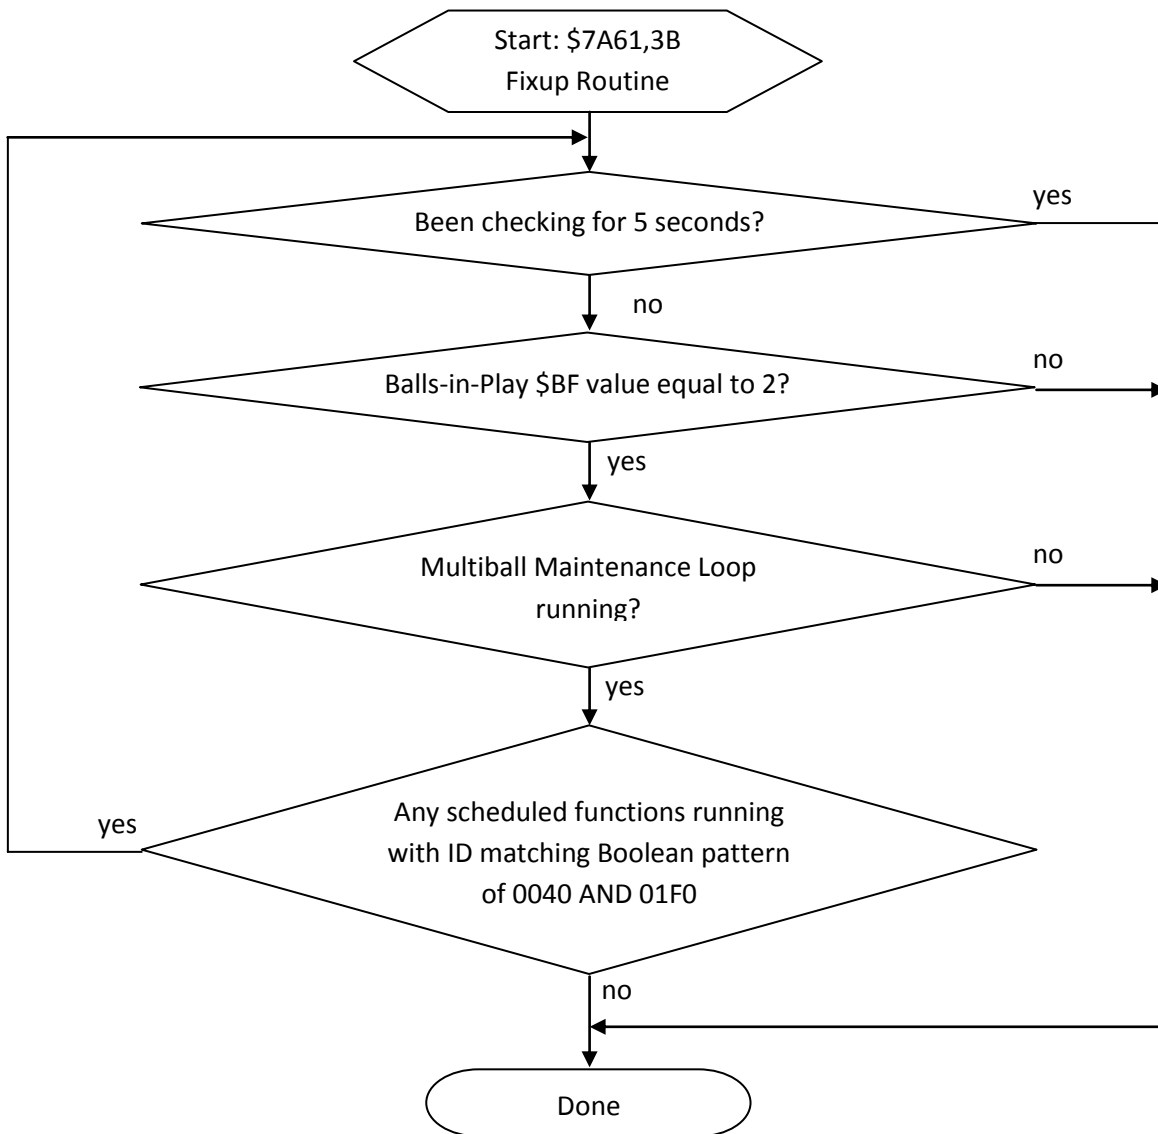 Start: $7A61,3B
Fixup Routine
yes
Been checking for 5 seconds?
no
no
Balls-in-Play $BF value equal to 2?
yes
no
Multiball Maintenance Loop
running?
yes
yes
Any scheduled functions running
with ID matching Boolean pattern
of 0040 AND 01F0
no
Done